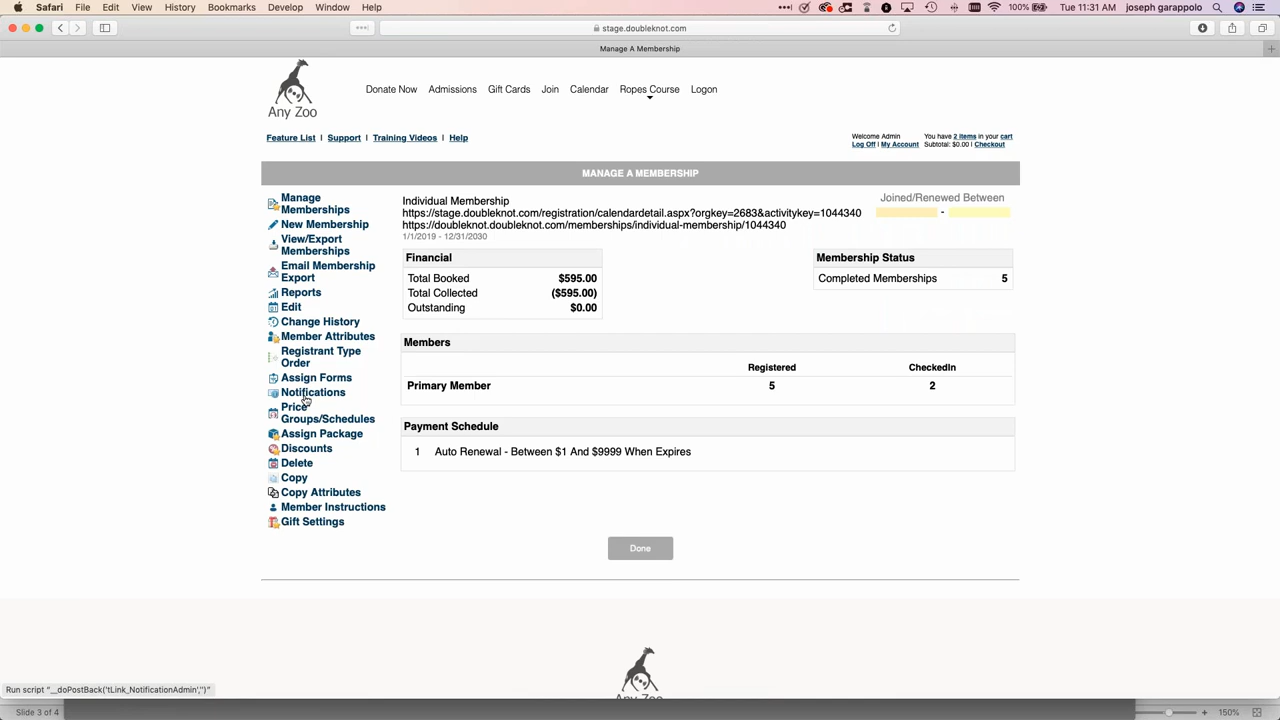 Safari File Edit View History Bookmarks Develop Window Help
100% Tue 11:31 AM joseph garappolo
stage.doubleknot.com
Manage A Membership
Any Zoo
Donate Now Admissions Gift Cards Join Calendar Ropes Course Logon
Feature List | Support | Training Videos | Help
Welcome Admin
Log Off | My Account
You have 2 items in your cart
Subtotal: $0.00 | Checkout
MANAGE A MEMBERSHIP
Manage
Memberships
New Membership
View/Export
Memberships
Email Membership
Export
Reports
Edit
Change History
Member Attributes
Registrant Type
Order
Assign Forms
Notifications
Price
Groups/Schedules
Assign Package
Discounts
Delete
Copy
Copy Attributes
Member Instructions
Gift Settings
Individual Membership
https://stage.doubleknot.com/registration/calendardetail.aspx?orgkey=2683&activitykey=1044340
https://doubleknot.doubleknot.com/memberships/individual-membership/1044340
1/1/2019 - 12/31/2030
Joined/Renewed Between
-
Financial
Total Booked $595.00
Total Collected ($595.00)
Outstanding $0.00
Membership Status
Completed Memberships 5
Members
Registered CheckedIn
Primary Member 5 2
Payment Schedule
1 Auto Renewal - Between $1 And $9999 When Expires
Done
Any Zoo
Run script "__doPostBack('tLink_NotificationAdmin','')"
Slide 3 of 4
150%